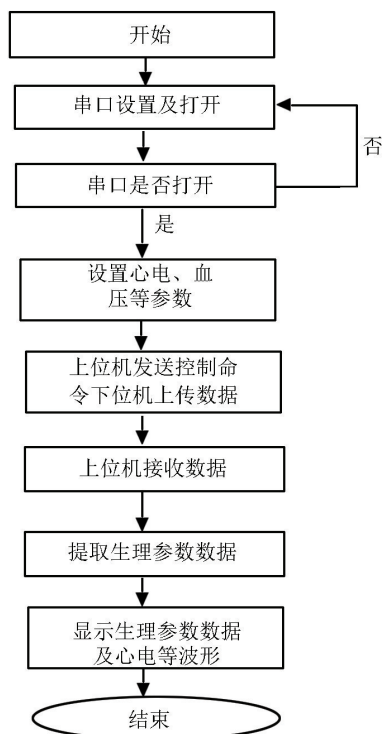 开始
串口设置及打开
否
串口是否打开
是
设置心电、血
压等参数
上位机发送控制命
令下位机上传数据
上位机接收数据
提取生理参数数据
显示生理参数数据
及心电等波形
结束